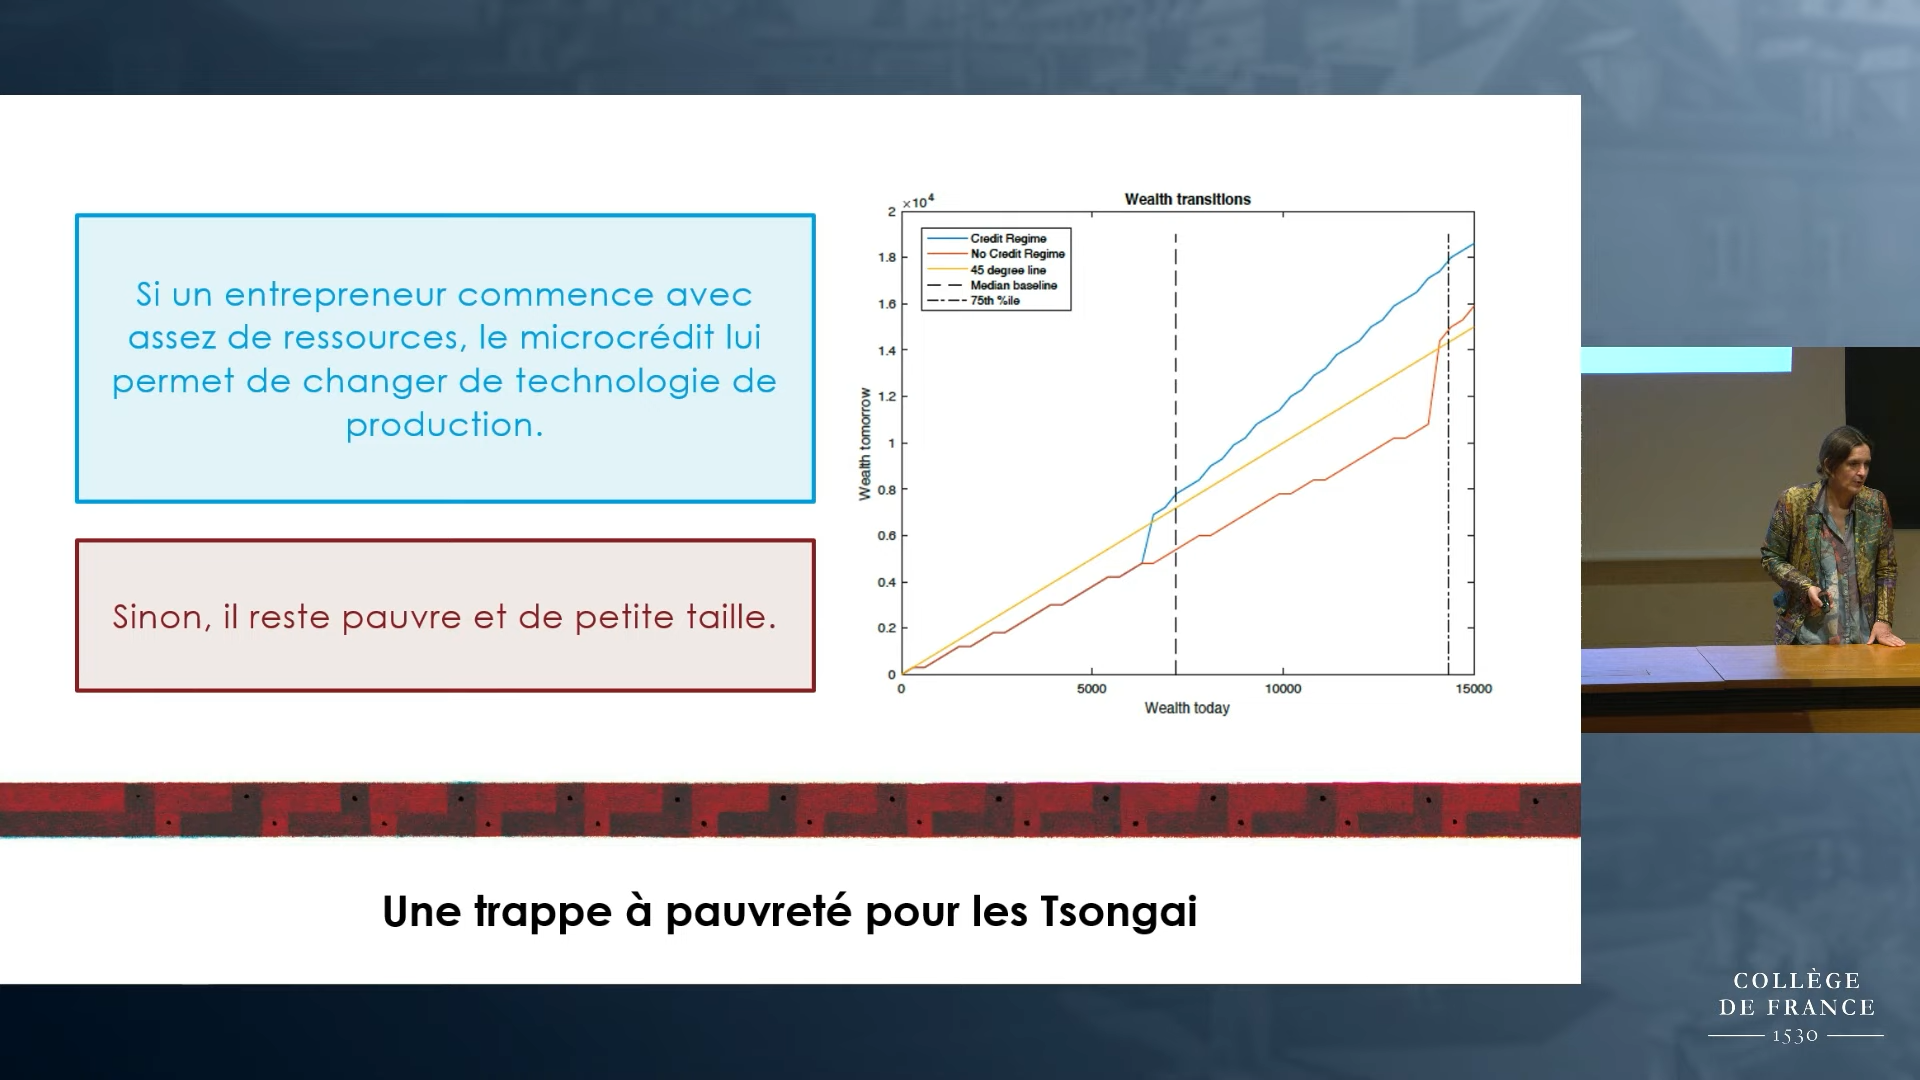 Si un entrepreneur commence avec
assez de ressources, le microcrédit lui
permet de changer de technologie de
production.
Sinon, il reste pauvre et de petite taille.
Wealth transitions
×10⁴
2
1.8
1.6
1.4
1.2
1
0.8
0.6
0.4
0.2
0
Wealth tomorrow
Credit Regime
No Credit Regime
45 degree line
Median baseline
75th %ile
0
5000
10000
15000
Wealth today
Une trappe à pauvreté pour les Tsongai
COLLÈGE
DE FRANCE
1530